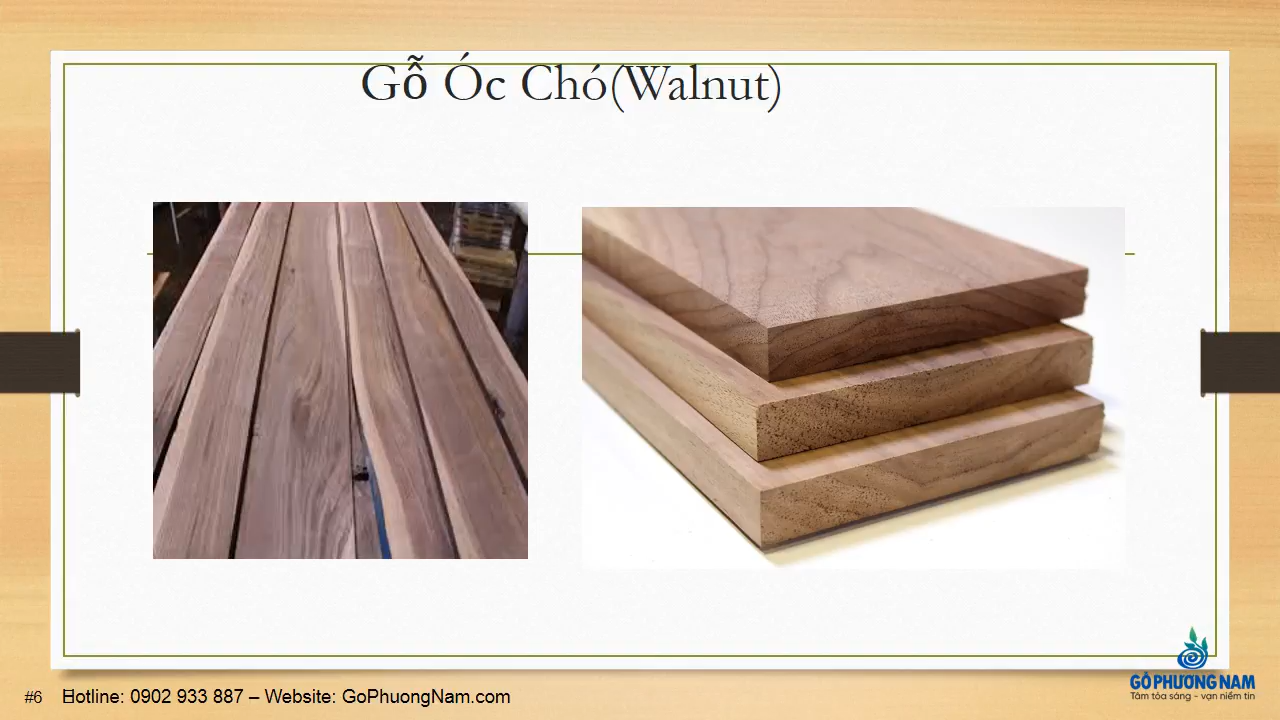 Gỗ Óc Chó(Walnut)
GỖ PHƯƠNG NAM
Tâm tỏa sáng - vạn niềm tin
#6 Hotline: 0902 933 887 – Website: GoPhuongNam.com